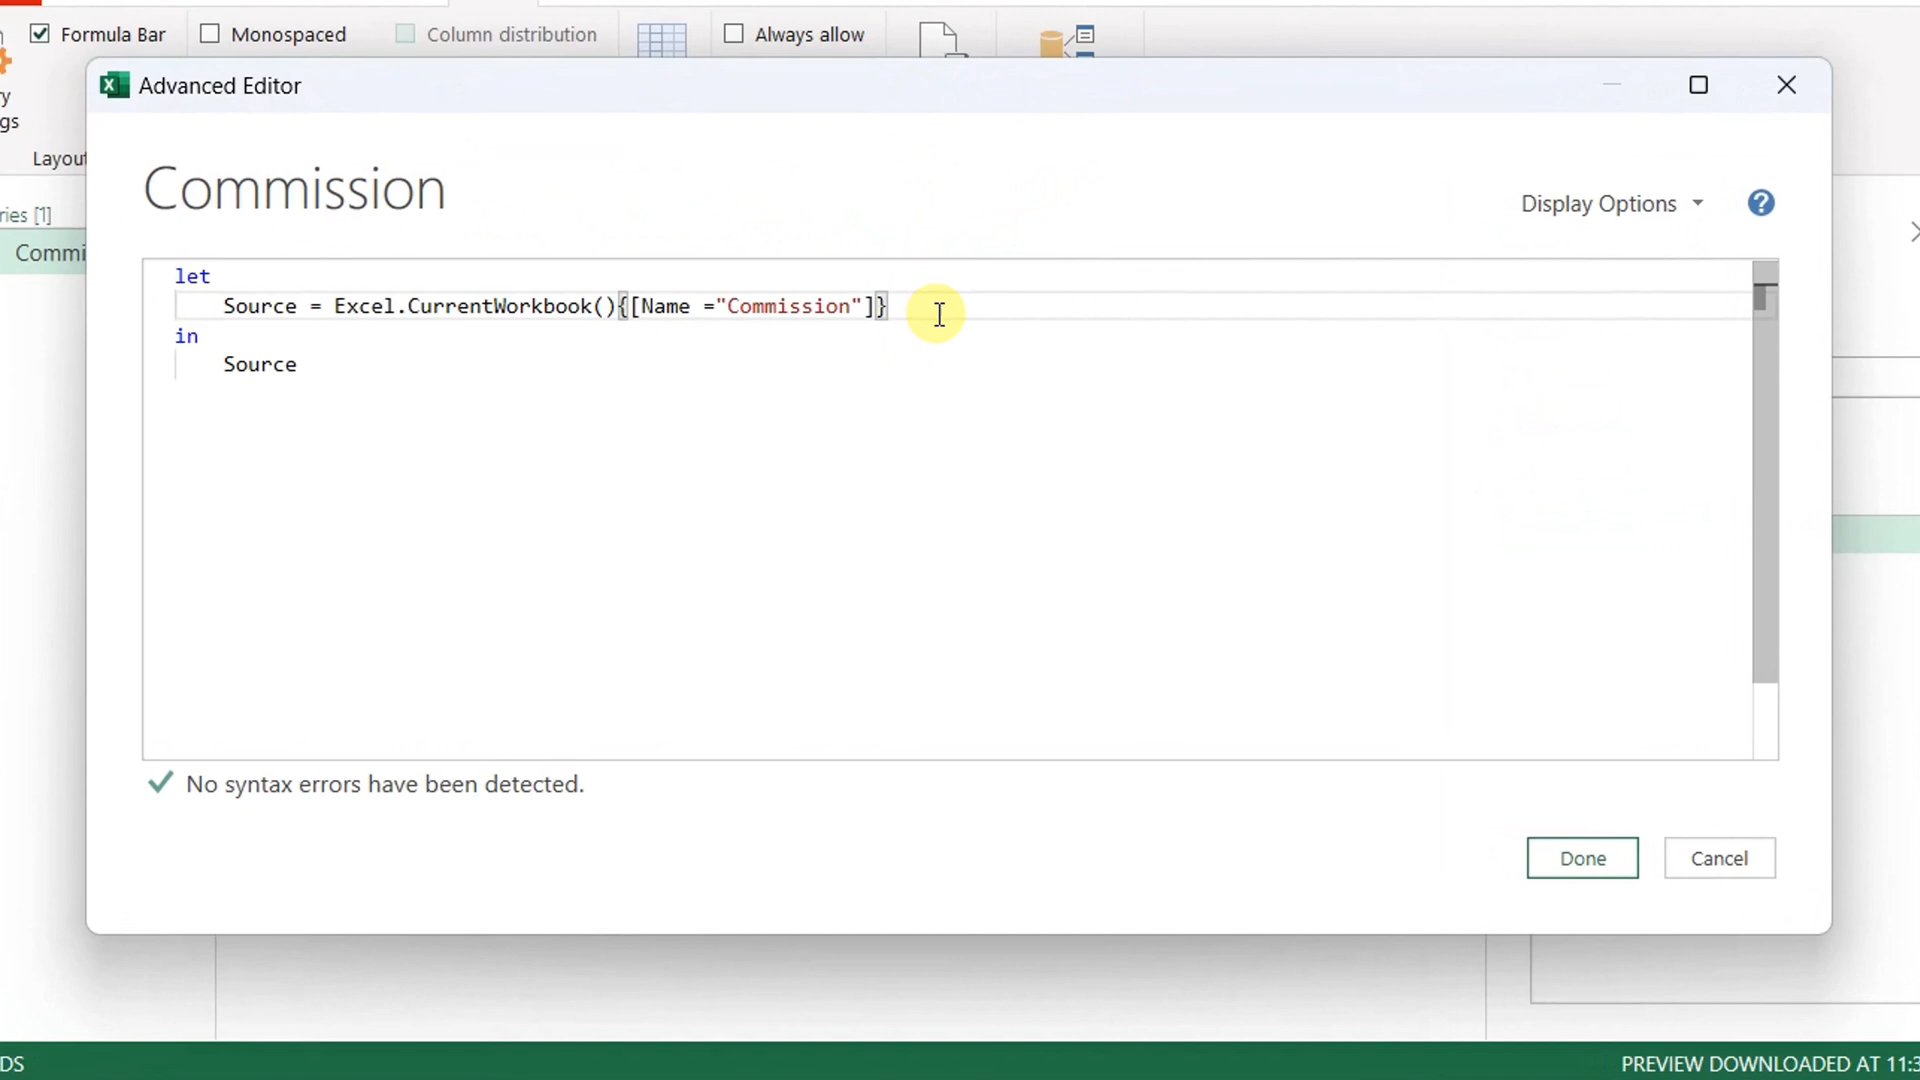 Formula Bar
Monospaced
Column distribution
Always allow
ry
gs
Layout
Advanced Editor
Commission
Display Options
?
ries [1]
Commi
let
Source = Excel.CurrentWorkbook(){[Name ="Commission"]}
in
Source
No syntax errors have been detected.
Done
Cancel
DS
PREVIEW DOWNLOADED AT 11:3